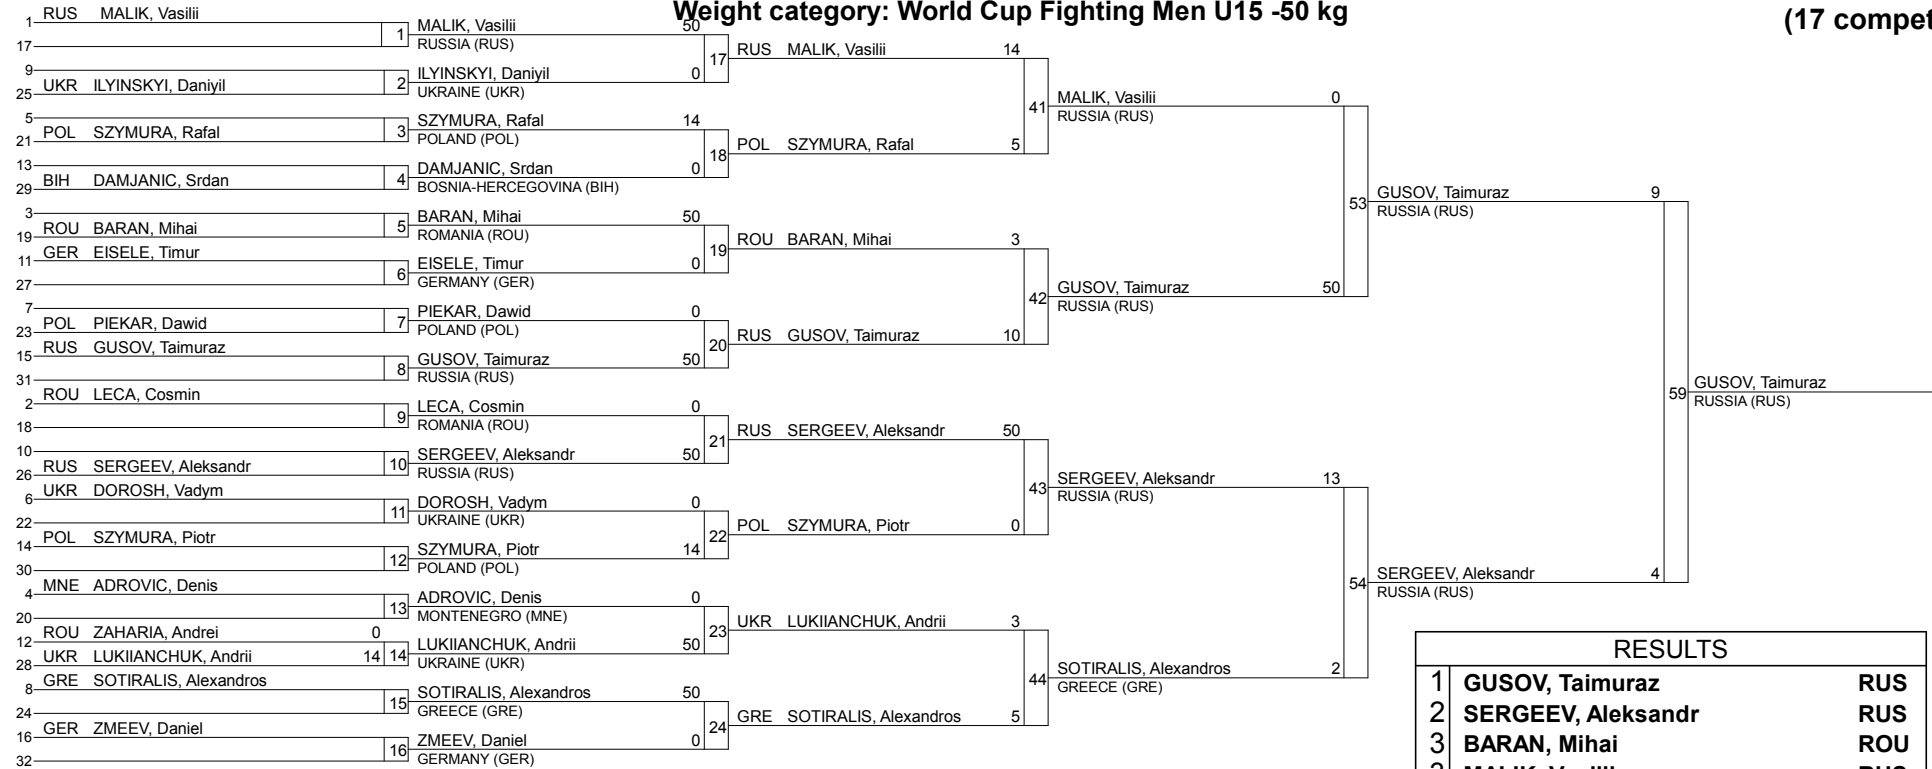 Weight category: World Cup Fighting Men U15 -50 kg
(17 compet
1 RUS MALIK, Vasilii
17
1
9
25 UKR ILYINSKYI, Daniyil
2
5
21 POL SZYMURA, Rafal
3
13
29 BIH DAMJANIC, Srdan
4
3
19 ROU BARAN, Mihai
5
11 GER EISELE, Timur
27
6
7
23 POL PIEKAR, Dawid
7
15 RUS GUSOV, Taimuraz
31
8
2 ROU LECA, Cosmin
18
9
10
26 RUS SERGEEV, Aleksandr
10
6 UKR DOROSH, Vadym
22
11
14 POL SZYMURA, Piotr
30
12
4 MNE ADROVIC, Denis
20
13
12 ROU ZAHARIA, Andrei 0
28 UKR LUKIIANCHUK, Andrii 14
14
8 GRE SOTIRALIS, Alexandros
24
15
16 GER ZMEEV, Daniel
32
16
MALIK, Vasilii 50
RUSSIA (RUS)
17
ILYINSKYI, Daniyil 0
UKRAINE (UKR)
SZYMURA, Rafal 14
POLAND (POL)
18
DAMJANIC, Srdan 0
BOSNIA-HERCEGOVINA (BIH)
BARAN, Mihai 50
ROMANIA (ROU)
19
EISELE, Timur 0
GERMANY (GER)
PIEKAR, Dawid 0
POLAND (POL)
20
GUSOV, Taimuraz 50
RUSSIA (RUS)
LECA, Cosmin 0
ROMANIA (ROU)
21
SERGEEV, Aleksandr 50
RUSSIA (RUS)
DOROSH, Vadym 0
UKRAINE (UKR)
22
SZYMURA, Piotr 14
POLAND (POL)
ADROVIC, Denis 0
MONTENEGRO (MNE)
23
LUKIIANCHUK, Andrii 50
UKRAINE (UKR)
SOTIRALIS, Alexandros 50
GREECE (GRE)
24
ZMEEV, Daniel 0
GERMANY (GER)
RUS MALIK, Vasilii 14
41
POL SZYMURA, Rafal 5
ROU BARAN, Mihai 3
42
RUS GUSOV, Taimuraz 10
RUS SERGEEV, Aleksandr 50
43
POL SZYMURA, Piotr 0
UKR LUKIIANCHUK, Andrii 3
44
GRE SOTIRALIS, Alexandros 5
MALIK, Vasilii 0
RUSSIA (RUS)
53
GUSOV, Taimuraz 50
RUSSIA (RUS)
SERGEEV, Aleksandr 13
RUSSIA (RUS)
54
SOTIRALIS, Alexandros 2
GREECE (GRE)
GUSOV, Taimuraz 9
RUSSIA (RUS)
59
SERGEEV, Aleksandr 4
RUSSIA (RUS)
GUSOV, Taimuraz
RUSSIA (RUS)
RESULTS
1 GUSOV, Taimuraz RUS
2 SERGEEV, Aleksandr RUS
3 BARAN, Mihai ROU
3 MALIK, Vasilii RUS